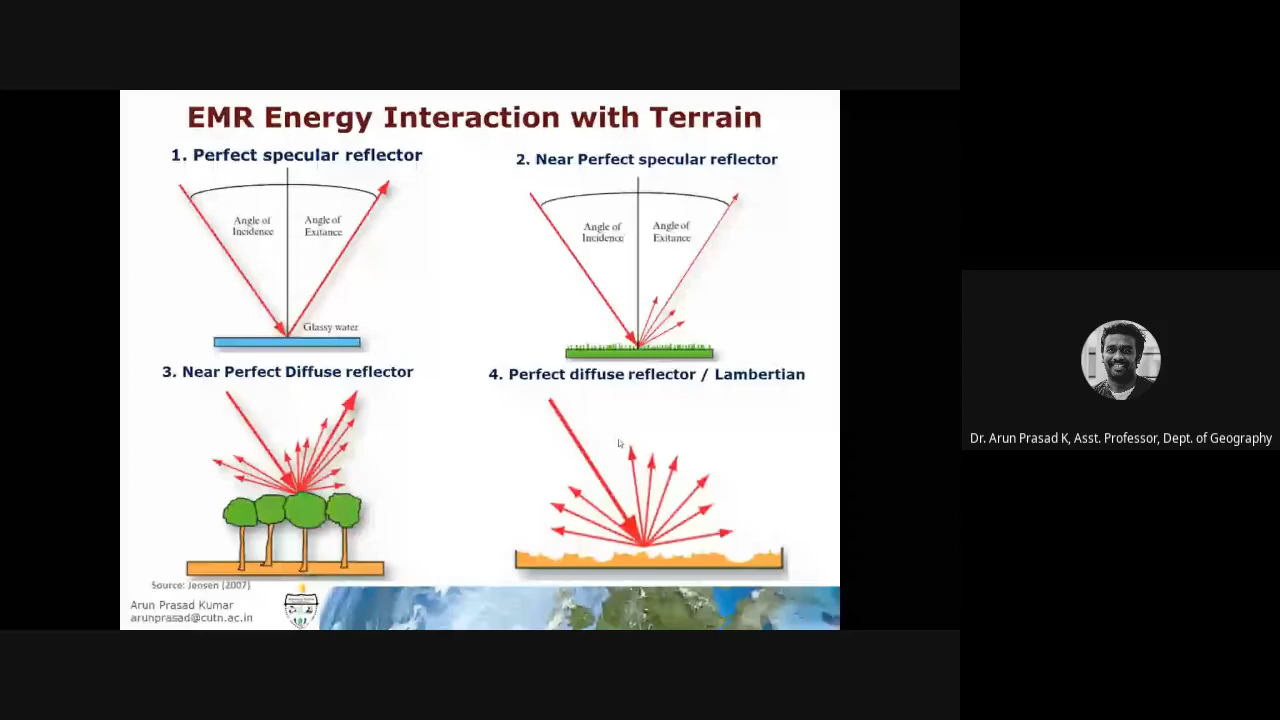 EMR Energy Interaction with Terrain
1. Perfect specular reflector
Angle of
Incidence
Angle of
Exitance
Glassy water
2. Near Perfect specular reflector
Angle of
Incidence
Angle of
Exitance
3. Near Perfect Diffuse reflector
4. Perfect diffuse reflector / Lambertian
Source: Jensen (2007)
Arun Prasad Kumar
arunprasad@cutn.ac.in
Dr. Arun Prasad K, Asst. Professor, Dept. of Geography